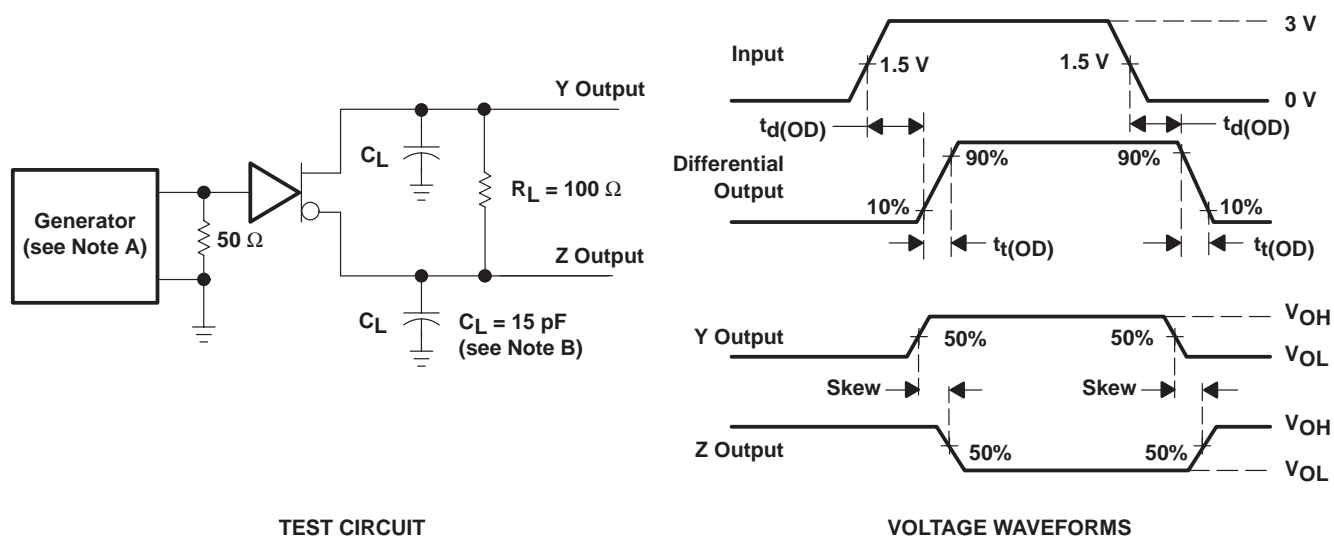 Y Output
C_L
Generator
(see Note A)
50 Ω
R_L = 100 Ω
Z Output
C_L
C_L = 15 pF
(see Note B)
TEST CIRCUIT
Input
1.5 V
1.5 V
3 V
0 V
t_d(OD)
t_d(OD)
Differential
Output
90%
90%
10%
10%
t_t(OD)
t_t(OD)
Y Output
50%
50%
V_OH
V_OL
Skew
Skew
Z Output
50%
50%
V_OH
V_OL
VOLTAGE WAVEFORMS